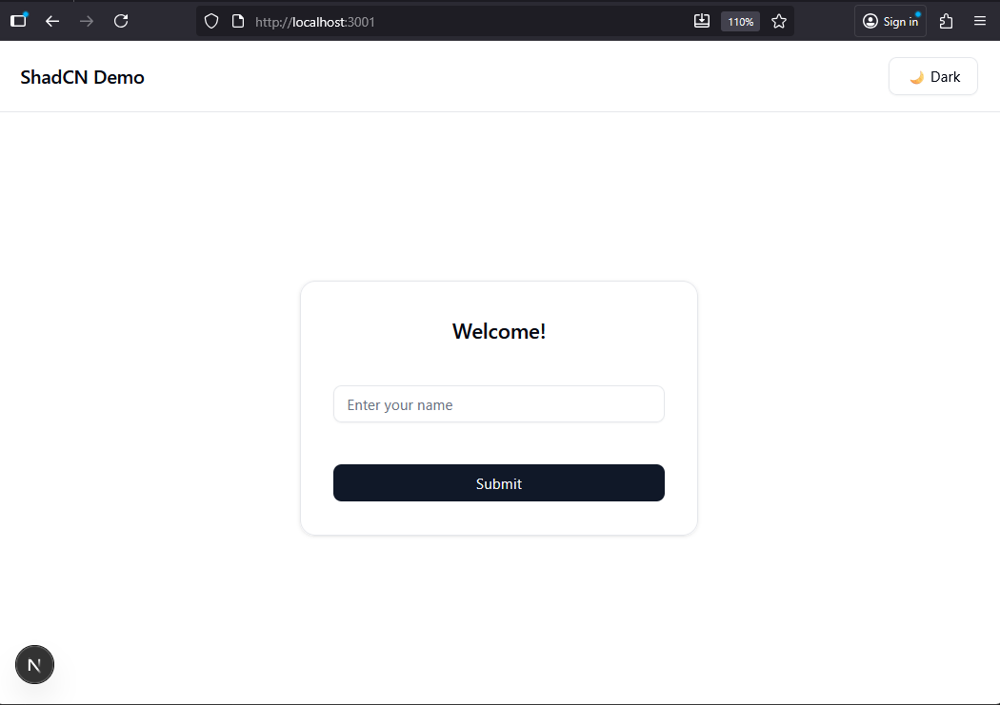 http://localhost:3001
110%
Sign in
ShadCN Demo
🌙 Dark
Welcome!
Enter your name
Submit
N